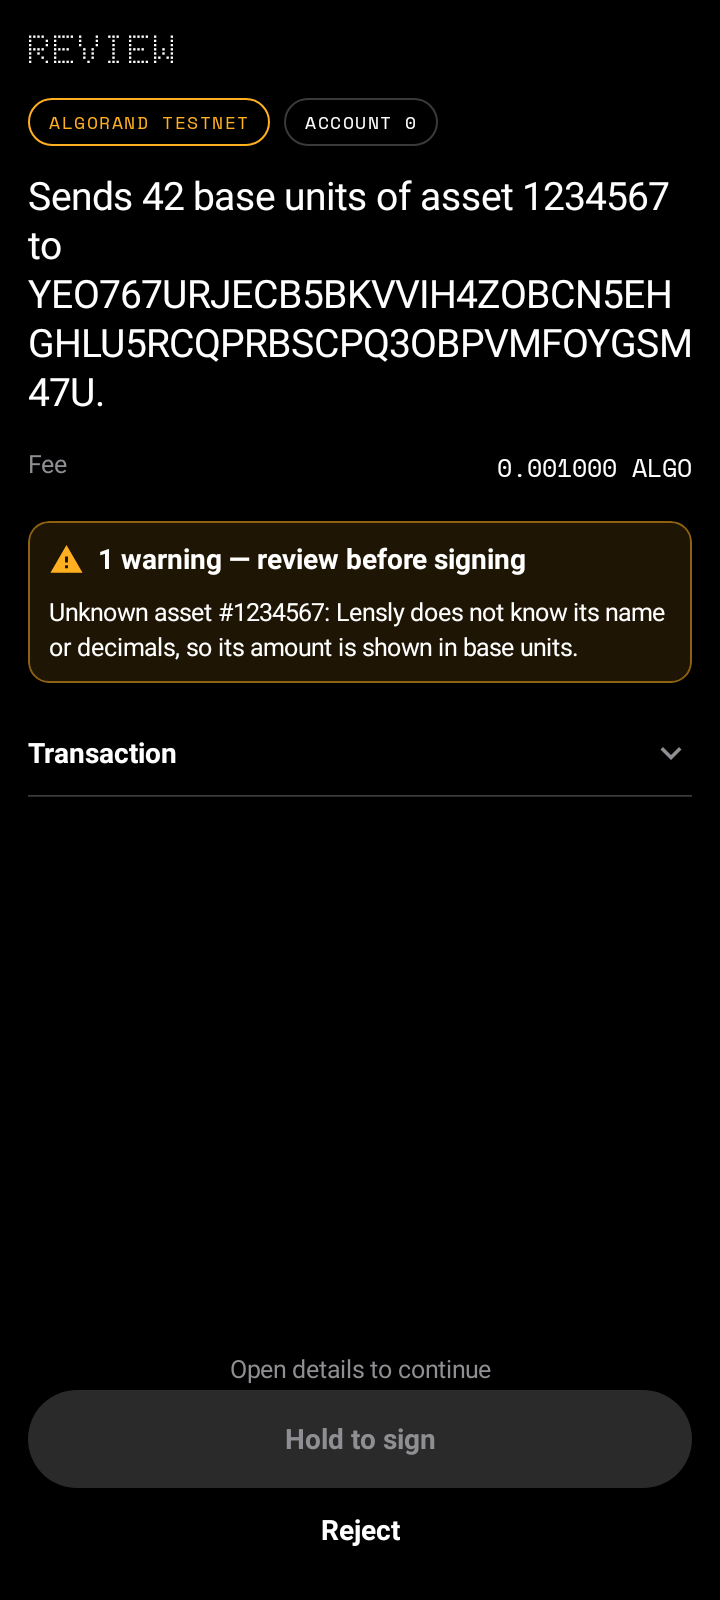 REVIEW
ALGORAND TESTNET
ACCOUNT 0
Sends 42 base units of asset 1234567
to
YEO767URJECB5BKVVIH4ZOBCN5EH
GHLU5RCQPRBSCPQ3OBPVMFOYGSM
47U.
Fee
0.001000 ALGO
1 warning — review before signing
Unknown asset #1234567: Lensly does not know its name
or decimals, so its amount is shown in base units.
Transaction
Open details to continue
Hold to sign
Reject